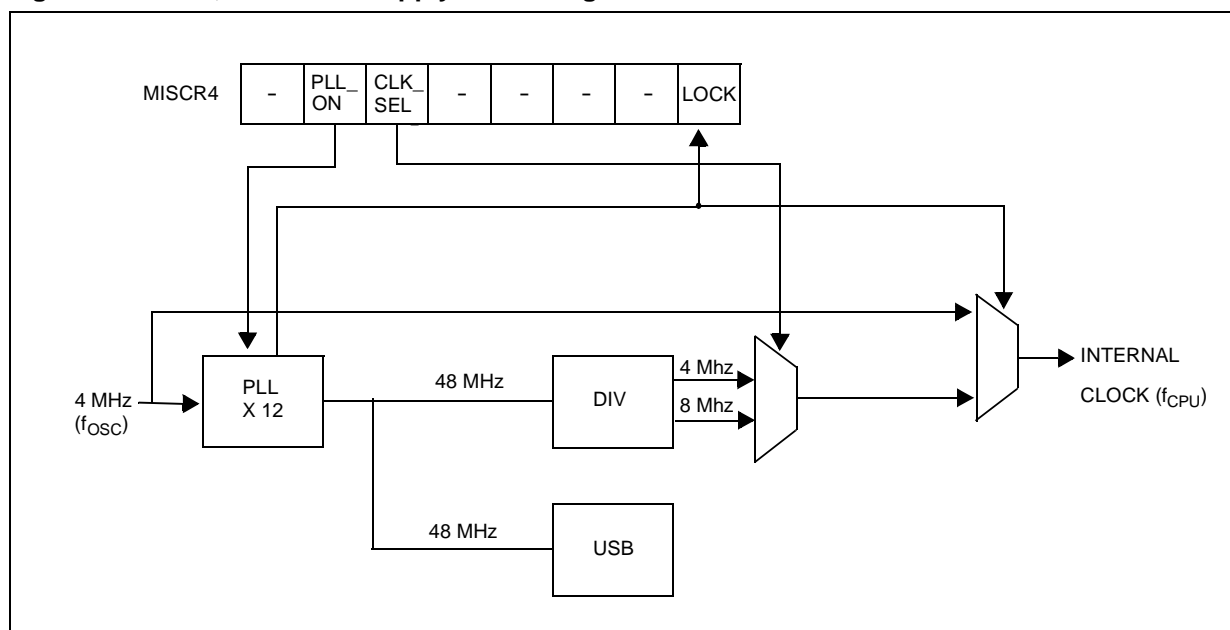 MISCR4
-
PLL_
ON
CLK_
SEL
-
-
-
-
LOCK
4 MHz
(fOSC)
PLL
X 12
48 MHz
DIV
4 Mhz
8 Mhz
INTERNAL
CLOCK (fCPU)
48 MHz
USB